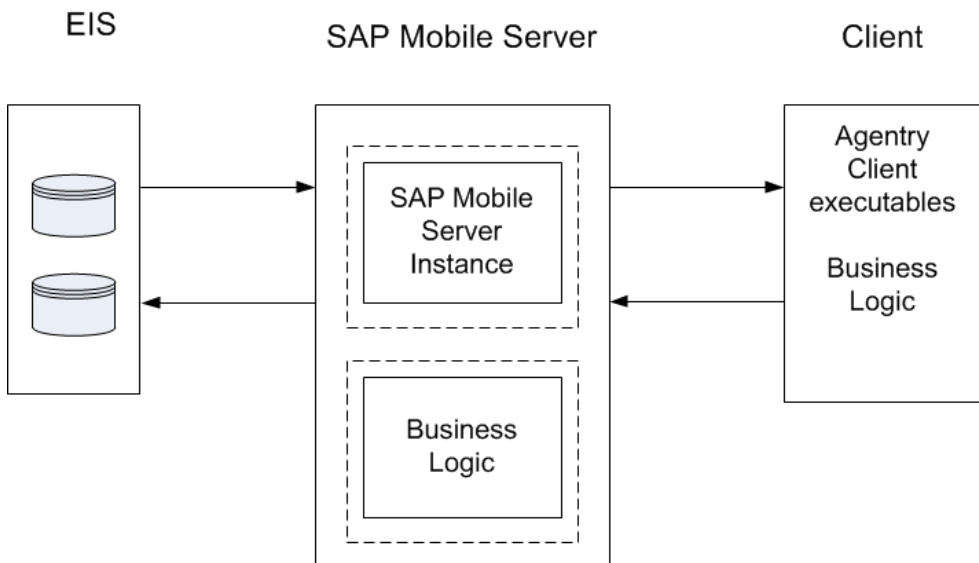 EIS
SAP Mobile Server
Client
SAP Mobile
Server
Instance
Business
Logic
Agentry
Client
executables
Business
Logic